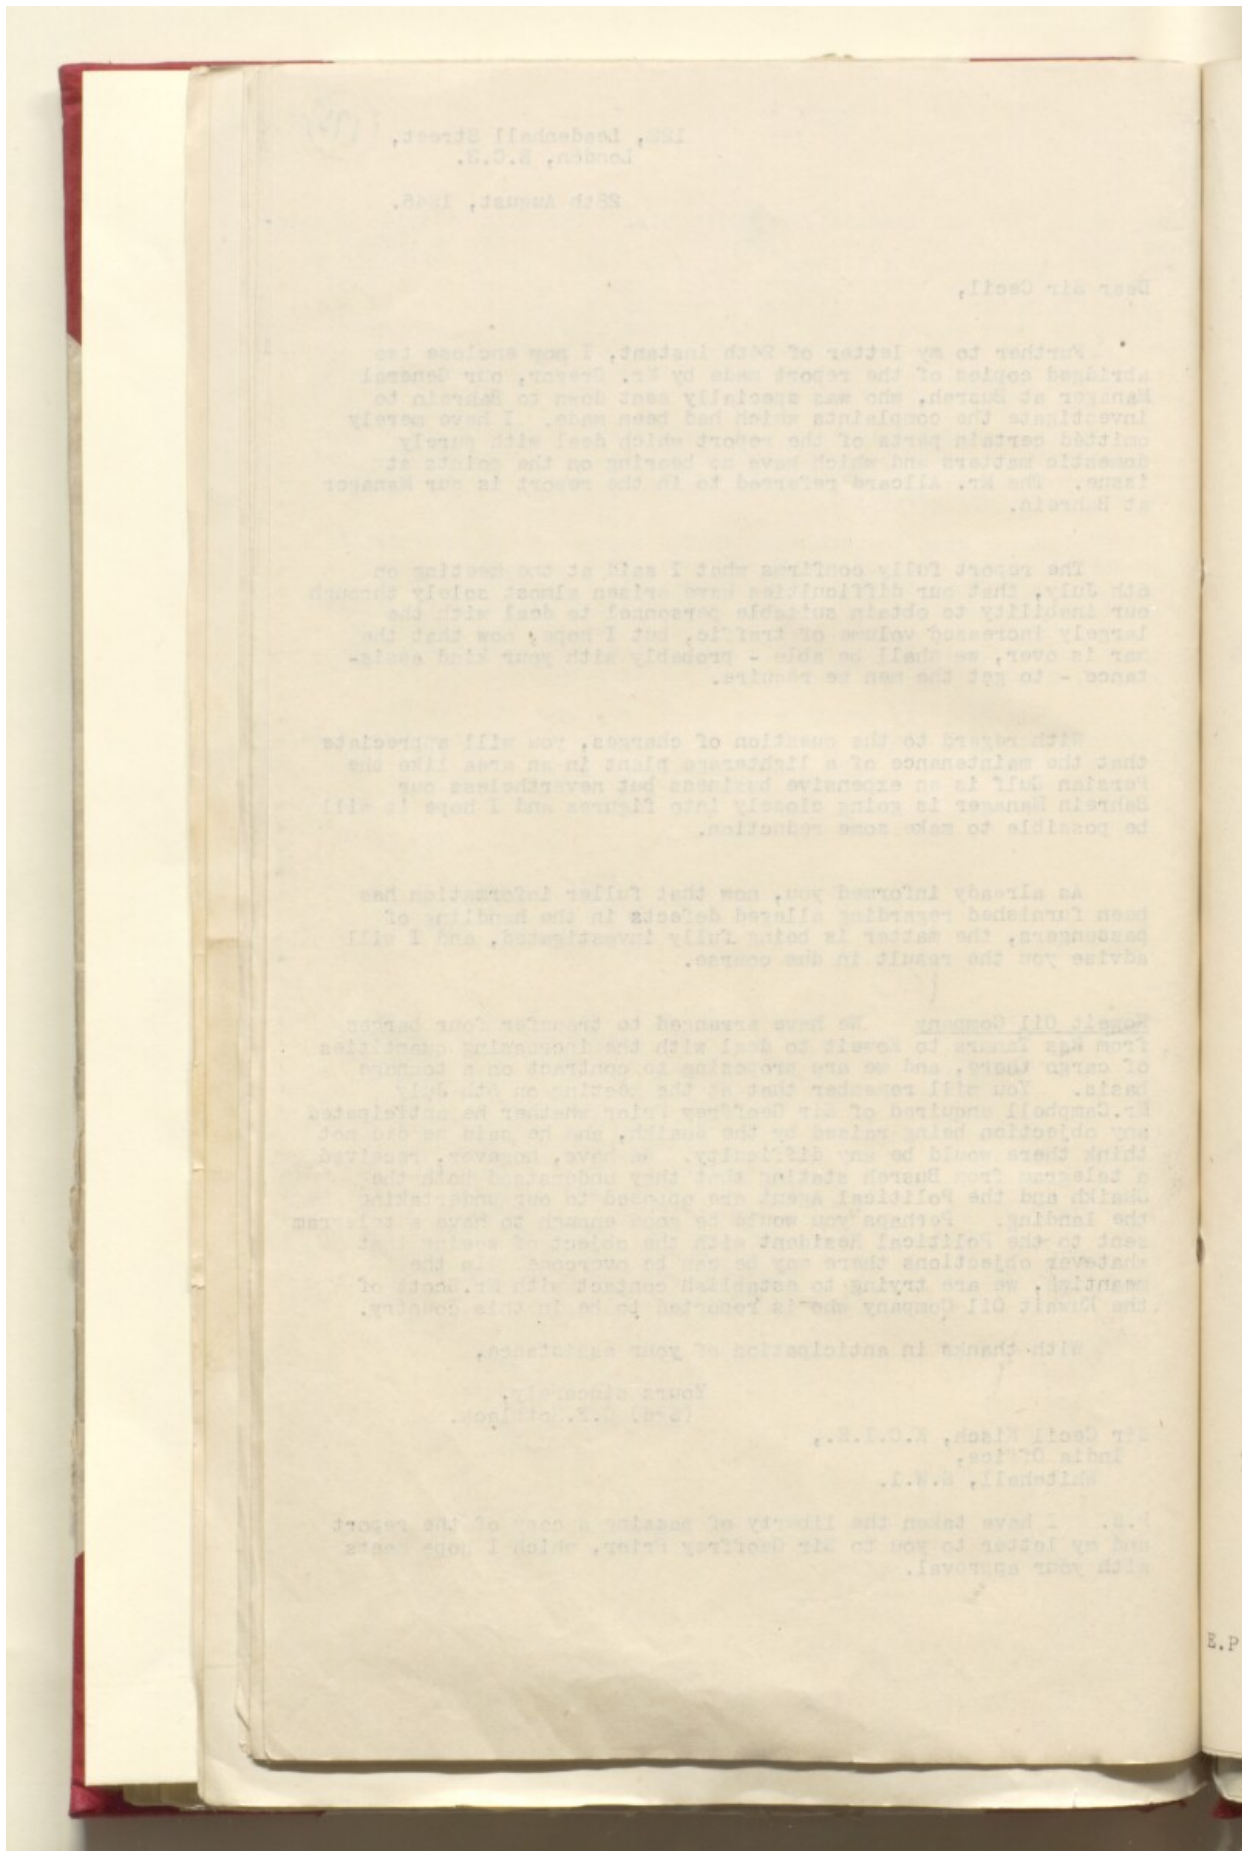 122, Leadenhall Street,
London, E.C.3.
28th August, 1945.
Dear Sir Cecil,
Further to my letter of 24th instant, I now enclose two
abridged copies of the report made by Mr. Gregor, our General
Manager at Busreh, who was specially sent down to Bahrein to
investigate the complaints which had been made. I have merely
omitted certain parts of the report which deal with purely
domestic matters and which have no bearing on the points at
issue. The Mr. Allcard referred to in the report is our Manager
at Bahrein.
The report fully confirms what I said at the meeting on
6th July, that our difficulties have arisen almost solely through
our inability to obtain suitable personnel to deal with the
largely increased volume of traffic, but I hope, now that the
war is over, we shall be able - probably with your kind assis-
tance - to get the men we require.
With regard to the question of charges, you will appreciate
that the maintenance of a lighterage plant in an area like the
Persian Gulf is an expensive business but nevertheless our
Bahrein Manager is going closely into figures and I hope it will
be possible to make some reduction.
As already informed you, now that fuller information has
been furnished regarding alleged defects in the handling of
passengers, the matter is being fully investigated, and I will
advise you the result in due course.
Koweit Oil Company We have arranged to transfer four barges
from Ras Tanura to Koweit to deal with the increasing quantities
of cargo there, and we are proposing to contract on a tonnage
basis. You will remember that at the meeting on 6th July
Mr.Campbell enquired of Sir Geoffrey Prior whether he anticipated
any objection being raised by the Shaikh, and he said he did not
think there would be any difficulty. We have, however, received
a telegram from Busreh stating that they understand both the
Shaikh and the Political Agent are opposed to our undertaking
the landing. Perhaps you would be good enough to have a telegram
sent to the Political Resident with the object of seeing that
whatever objections there may be can be overcome. In the
meantime, we are trying to establish contact with Mr.Scott of
the Kuwait Oil Company who is reported to be in this country.
With thanks in anticipation of your assistance,
Yours sincerely,
(Sgd)
Sir Cecil Kisch, K.C.I.E.,
India Office,
Whitehall, S.W.1.
P.S. I have taken the liberty of passing a copy of the report
and my letter to you to Sir Geoffrey Prior, which I hope meets
with your approval.
E.P